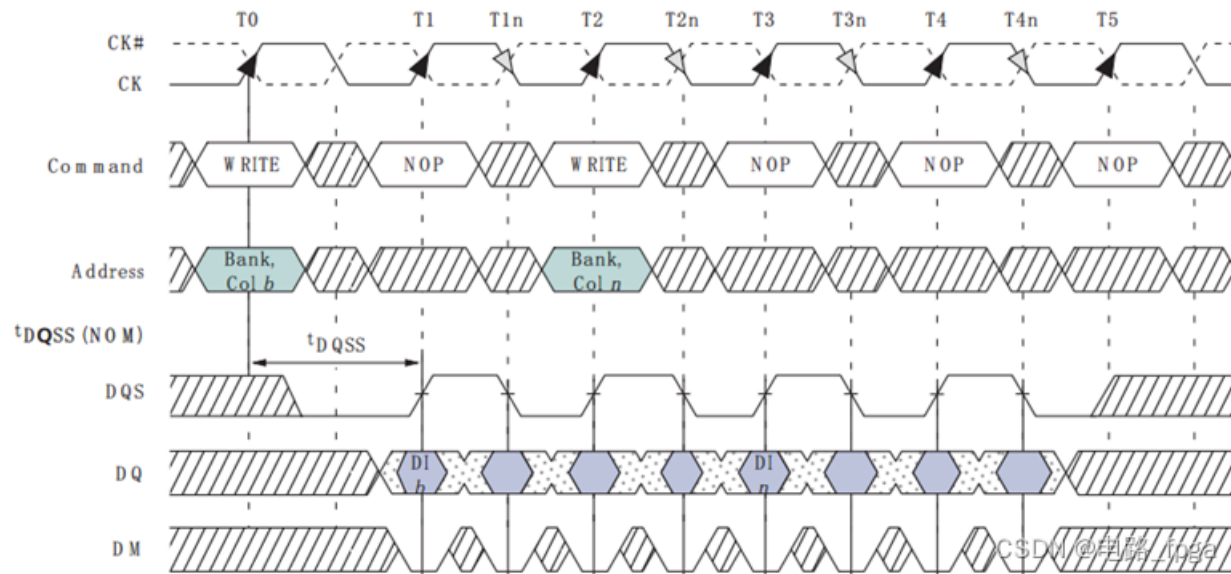 T0 T1 T1n T2 T2n T3 T3n T4 T4n T5
CK#
CK
Command WRITE NOP WRITE NOP NOP NOP
Address Bank, Col b Bank, Col n
tDQSS (NOM)
tDQSS
DQS
DQ DI b DI n
DM
CSDN @电路_fpga